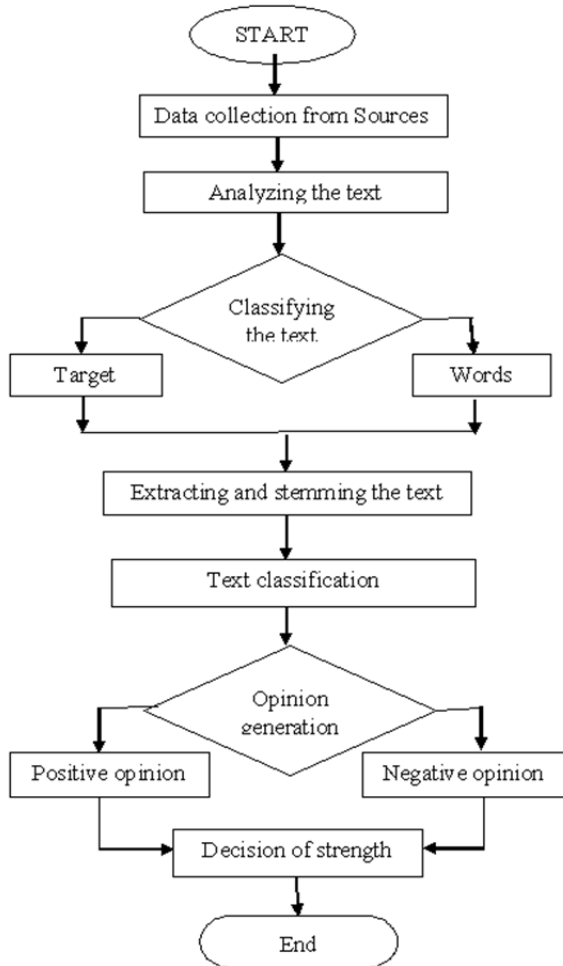 START
Data collection from Sources
Analyzing the text
Classifying
the text
Target
Words
Extracting and stemming the text
Text classification
Opinion
generation
Positive opinion
Negative opinion
Decision of strength
End